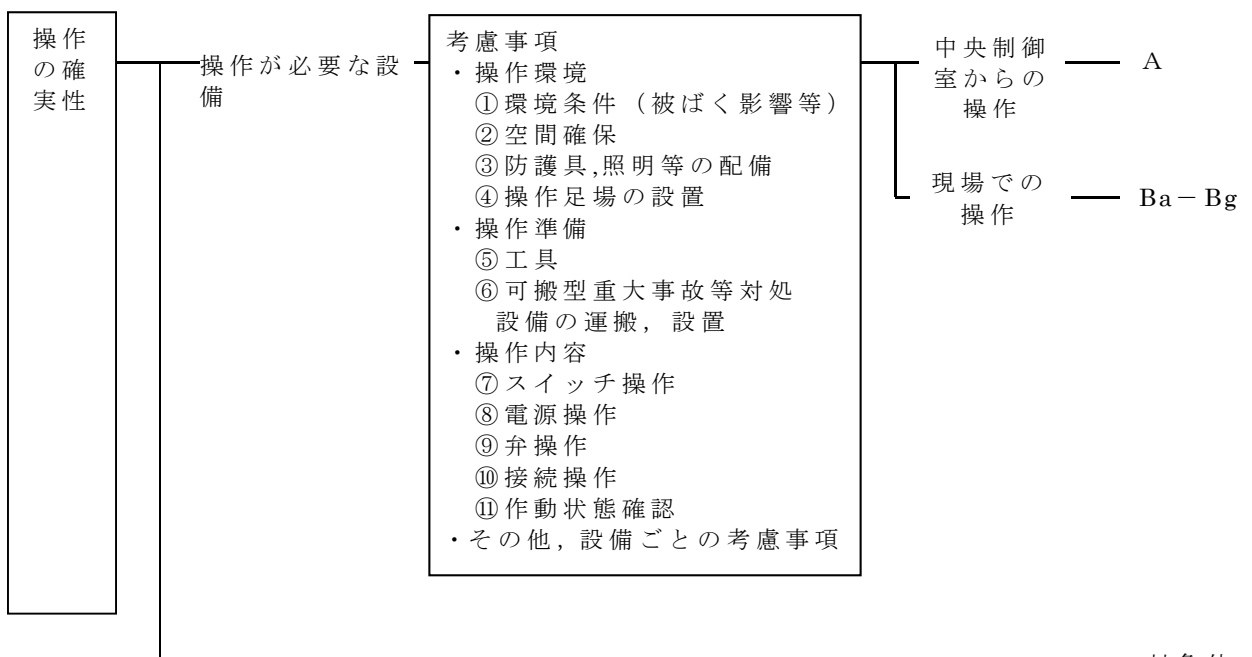 操作
の確
実性
操作が必要な設
備
考慮事項
・操作環境
①環境条件（被ばく影響等）
②空間確保
③防護具,照明等の配備
④操作足場の設置
・操作準備
⑤工具
⑥可搬型重大事故等対処
設備の運搬，設置
・操作内容
⑦スイッチ操作
⑧電源操作
⑨弁操作
⑩接続操作
⑪作動状態確認
・その他，設備ごとの考慮事項
中央制御
室からの
操作
A
現場での
操作
Ba－Bg